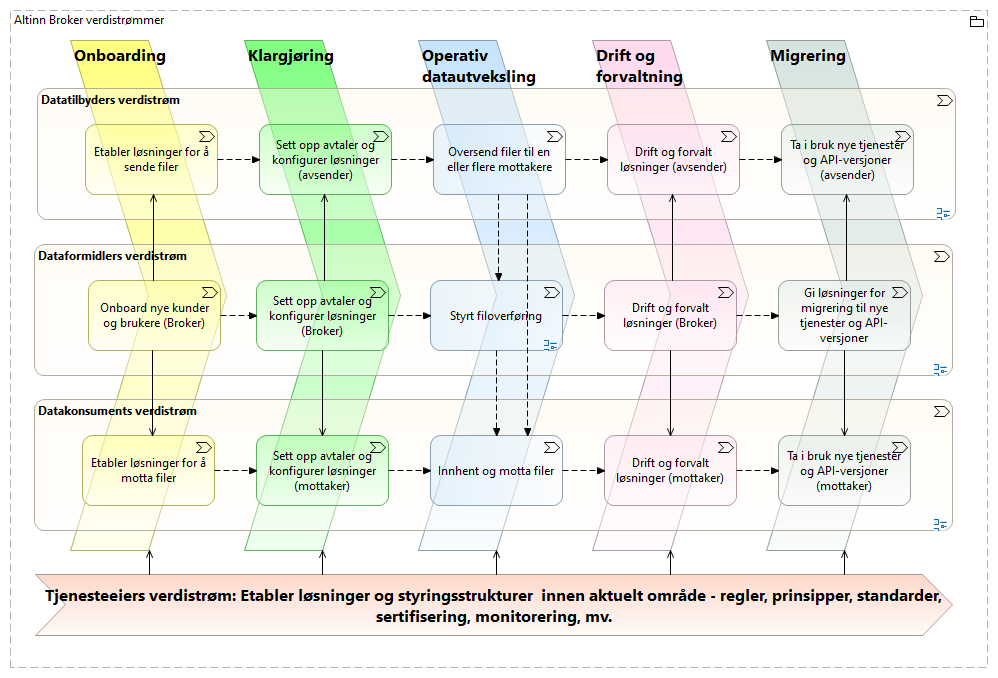 Altinn Broker verdistrømmer
Onboarding
Klargjøring
Operativ
datautveksling
Drift og
forvaltning
Migrering
Datatilbyders verdistrøm
Etabler løsninger for å
sende filer
Sett opp avtaler og
konfigurer løsninger
(avsender)
Oversend filer til en
eller flere mottakere
Drift og forvalt
løsninger (avsender)
Ta i bruk nye tjenester
og API-versjoner
(avsender)
Dataformidlers verdistrøm
Onboard nye kunder
og brukere (Broker)
Sett opp avtaler og
konfigurer løsninger
(Broker)
Styrt filoverføring
Drift og forvalt
løsninger (Broker)
Gi løsninger for
migrering til nye
tjenester og API-
versjoner
Datakonsuments verdistrøm
Etabler løsninger for å
motta filer
Sett opp avtaler og
konfigurer løsninger
(mottaker)
Innhent og motta filer
Drift og forvalt
løsninger (mottaker)
Ta i bruk nye tjenester
og API-versjoner
(mottaker)
Tjenesteeiers verdistrøm: Etabler løsninger og styringsstrukturer  innen aktuelt område - regler, prinsipper, standarder,
sertifisering, monitorering, mv.